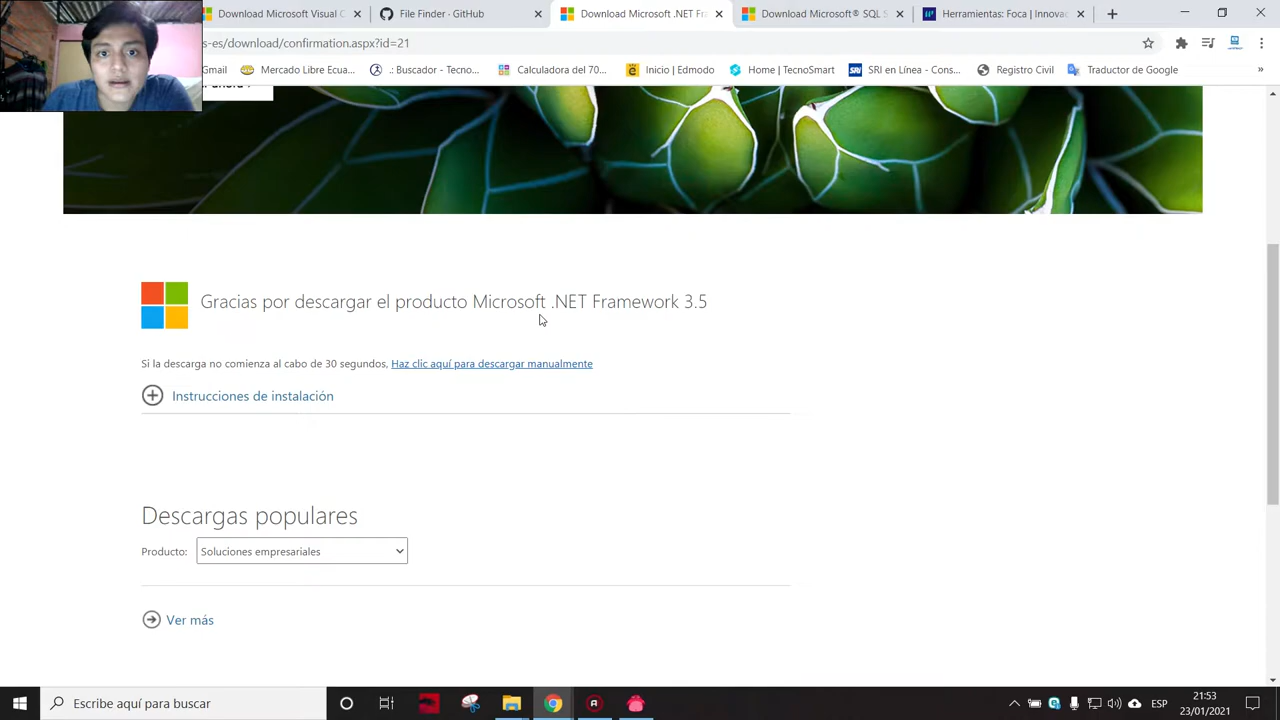 Download Microsoft Visual C
File Finder - GitHub
Download Microsoft .NET Fra
Download Microsoft® SQL S
Herramienta Foca | Innovac
s-es/download/confirmation.aspx?id=21
Gmail
Mercado Libre Ecua...
.: Buscador - Tecno...
Calculadora del 70...
Inicio | Edmodo
Home | TecnoSmart
SRI en Línea - Cons...
Registro Civil
Traductor de Google
»
Gracias por descargar el producto Microsoft .NET Framework 3.5
Si la descarga no comienza al cabo de 30 segundos, Haz clic aquí para descargar manualmente
Instrucciones de instalación
Descargas populares
Producto: Soluciones empresariales
Ver más
Escribe aquí para buscar
ESP
21:53
23/01/2021